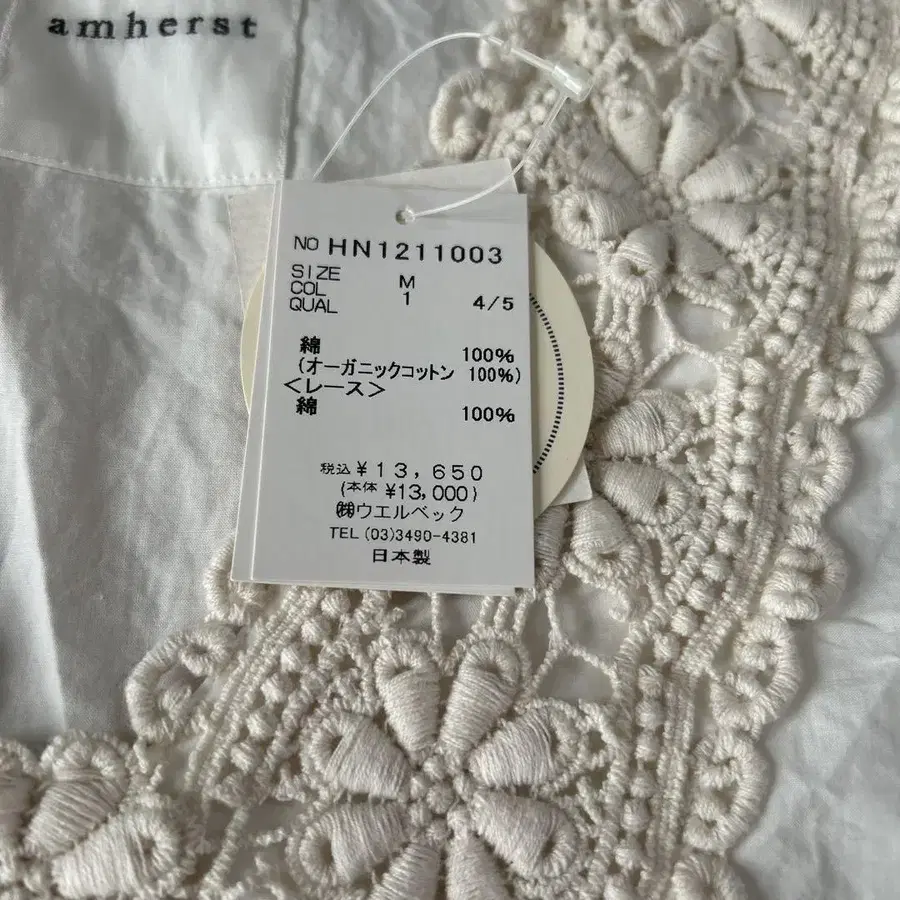 amherst
NO HN1211003
SIZE M
COL 1 4/5
QUAL
綿 100%
(オーガニックコットン 100%)
<レース>
綿 100%
税込 ¥13,650
(本体 ¥13,000)
㈱ウエルベック
TEL (03)3490-4381
日本製